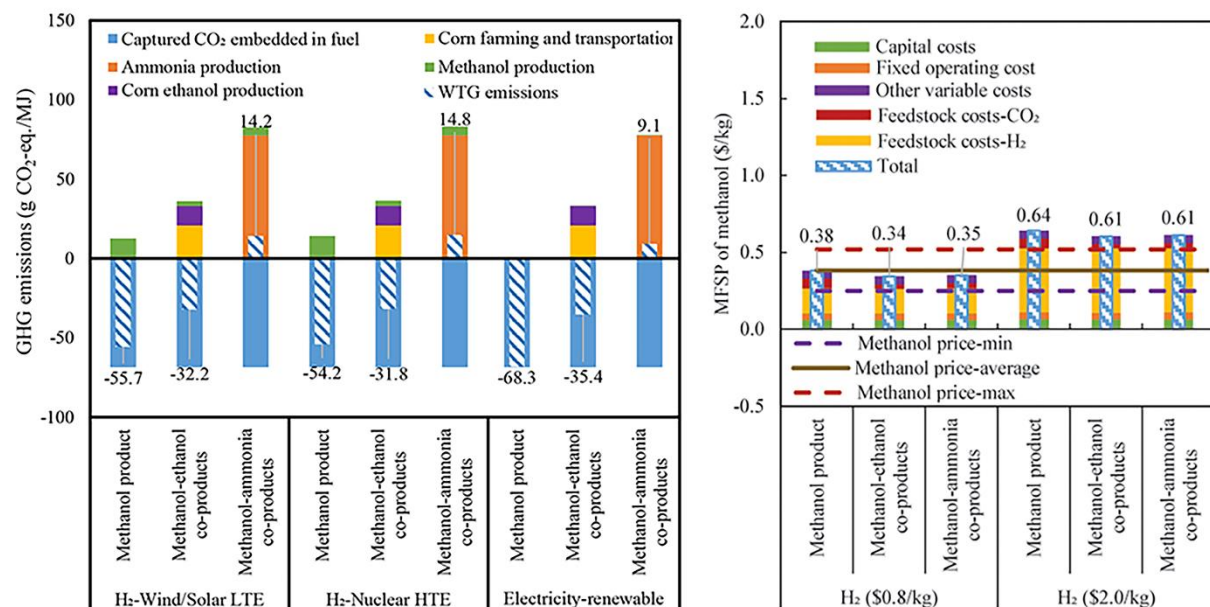 150
100
50
0
-50
-100
GHG emissions (g CO₂-eq./MJ)
Captured CO₂ embedded in fuel
Corn farming and transportation
Ammonia production
Methanol production
Corn ethanol production
WTG emissions
14.2
14.8
9.1
-55.7
-32.2
-54.2
-31.8
-68.3
-35.4
Methanol product
Methanol-ethanol
co-products
Methanol-ammonia
co-products
Methanol product
Methanol-ethanol
co-products
Methanol-ammonia
co-products
Methanol product
Methanol-ethanol
co-products
Methanol-ammonia
co-products
H₂-Wind/Solar LTE
H₂-Nuclear HTE
Electricity-renewable
2.0
1.5
1.0
0.5
0.0
-0.5
MFSP of methanol ($/kg)
Capital costs
Fixed operating cost
Other variable costs
Feedstock costs-CO₂
Feedstock costs-H₂
Total
0.38
0.34
0.35
0.64
0.61
0.61
Methanol price-min
Methanol price-average
Methanol price-max
Methanol product
Methanol-ethanol
co-products
Methanol-ammonia
co-products
Methanol product
Methanol-ethanol
co-products
Methanol-ammonia
co-products
H₂ ($0.8/kg)
H₂ ($2.0/kg)